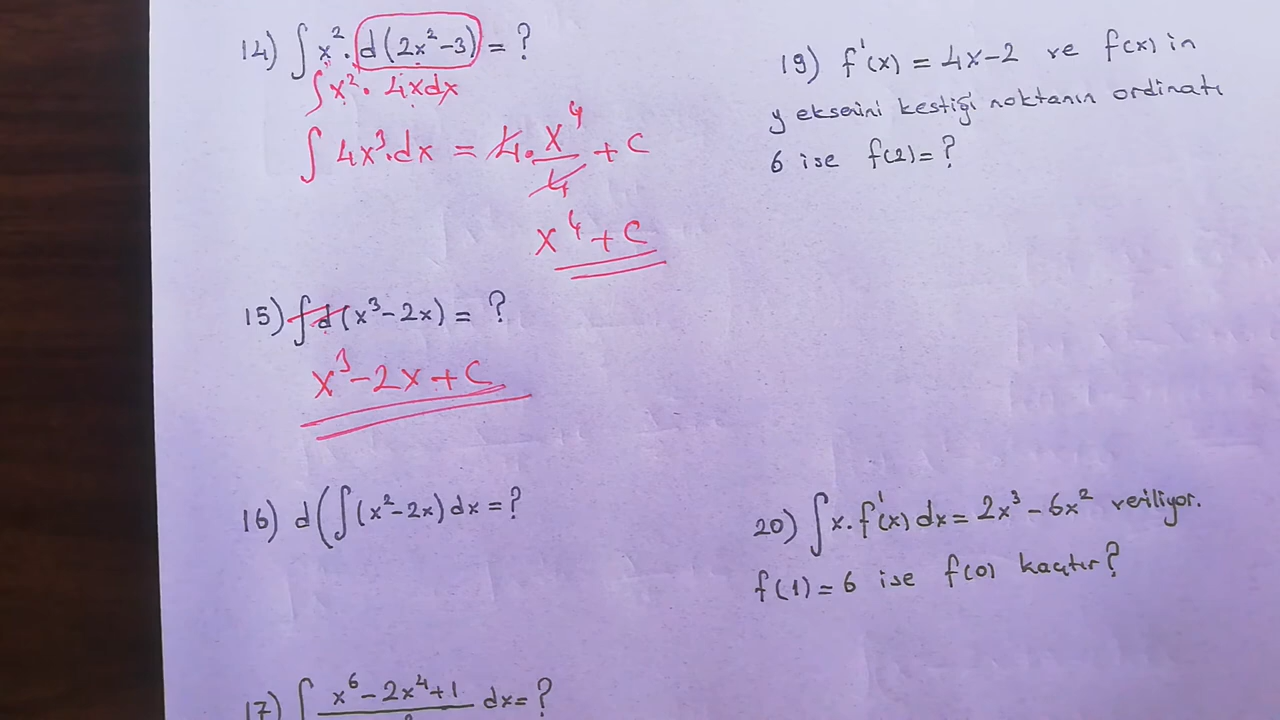 14) ∫ x². d(2x²-3) = ?
∫ x². 4xdx
∫ 4x³.dx = 4. x⁴/4 + c
x⁴ + c
15) ∫d(x³-2x) = ?
x³-2x+c
16) d(∫(x²-2x)dx = ?
17) ∫ x⁶-2x⁴+1 dx= ?
19) f'(x) = 4x-2 ve f(x) in
y eksenini kestiği noktanın ordinatı
6 ise f(2)= ?
20) ∫x.f'(x) dx = 2x³-6x² veriliyor.
f(1)=6 ise f(0) kaçtır?